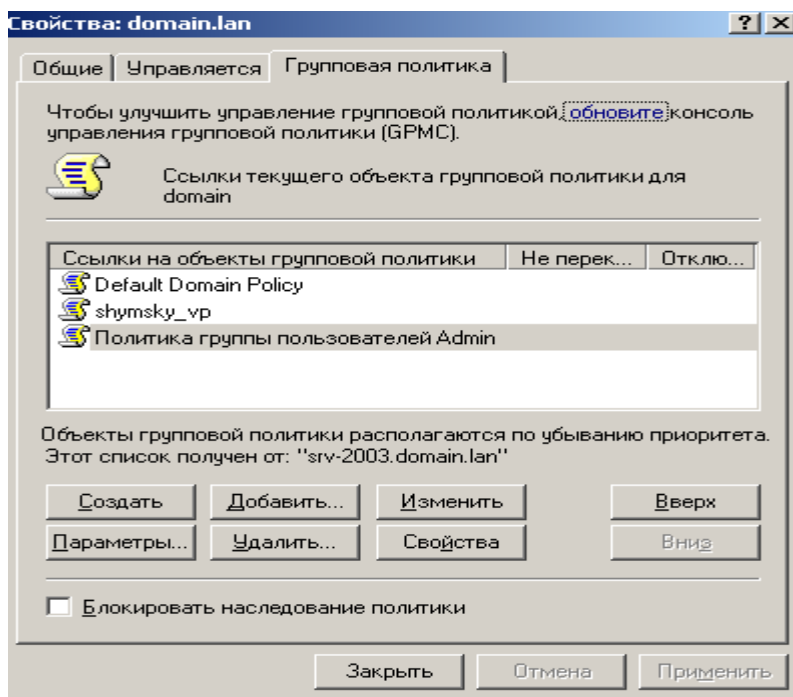 Свойства: domain.lan
Общие
Управляется
Групповая политика
Чтобы улучшить управление групповой политикой, обновите консоль
управления групповой политики (GPMC).
Ссылки текущего объекта групповой политики для
domain
Ссылки на объекты групповой политики Не перек... Отклю...
Default Domain Policy
shymsky_vp
Политика группы пользователей Admin
Объекты групповой политики располагаются по убыванию приоритета.
Этот список получен от: "srv-2003.domain.lan"
Создать Добавить... Изменить Вверх
Параметры... Удалить... Свойства Вниз
Блокировать наследование политики
Закрыть Отмена Применить